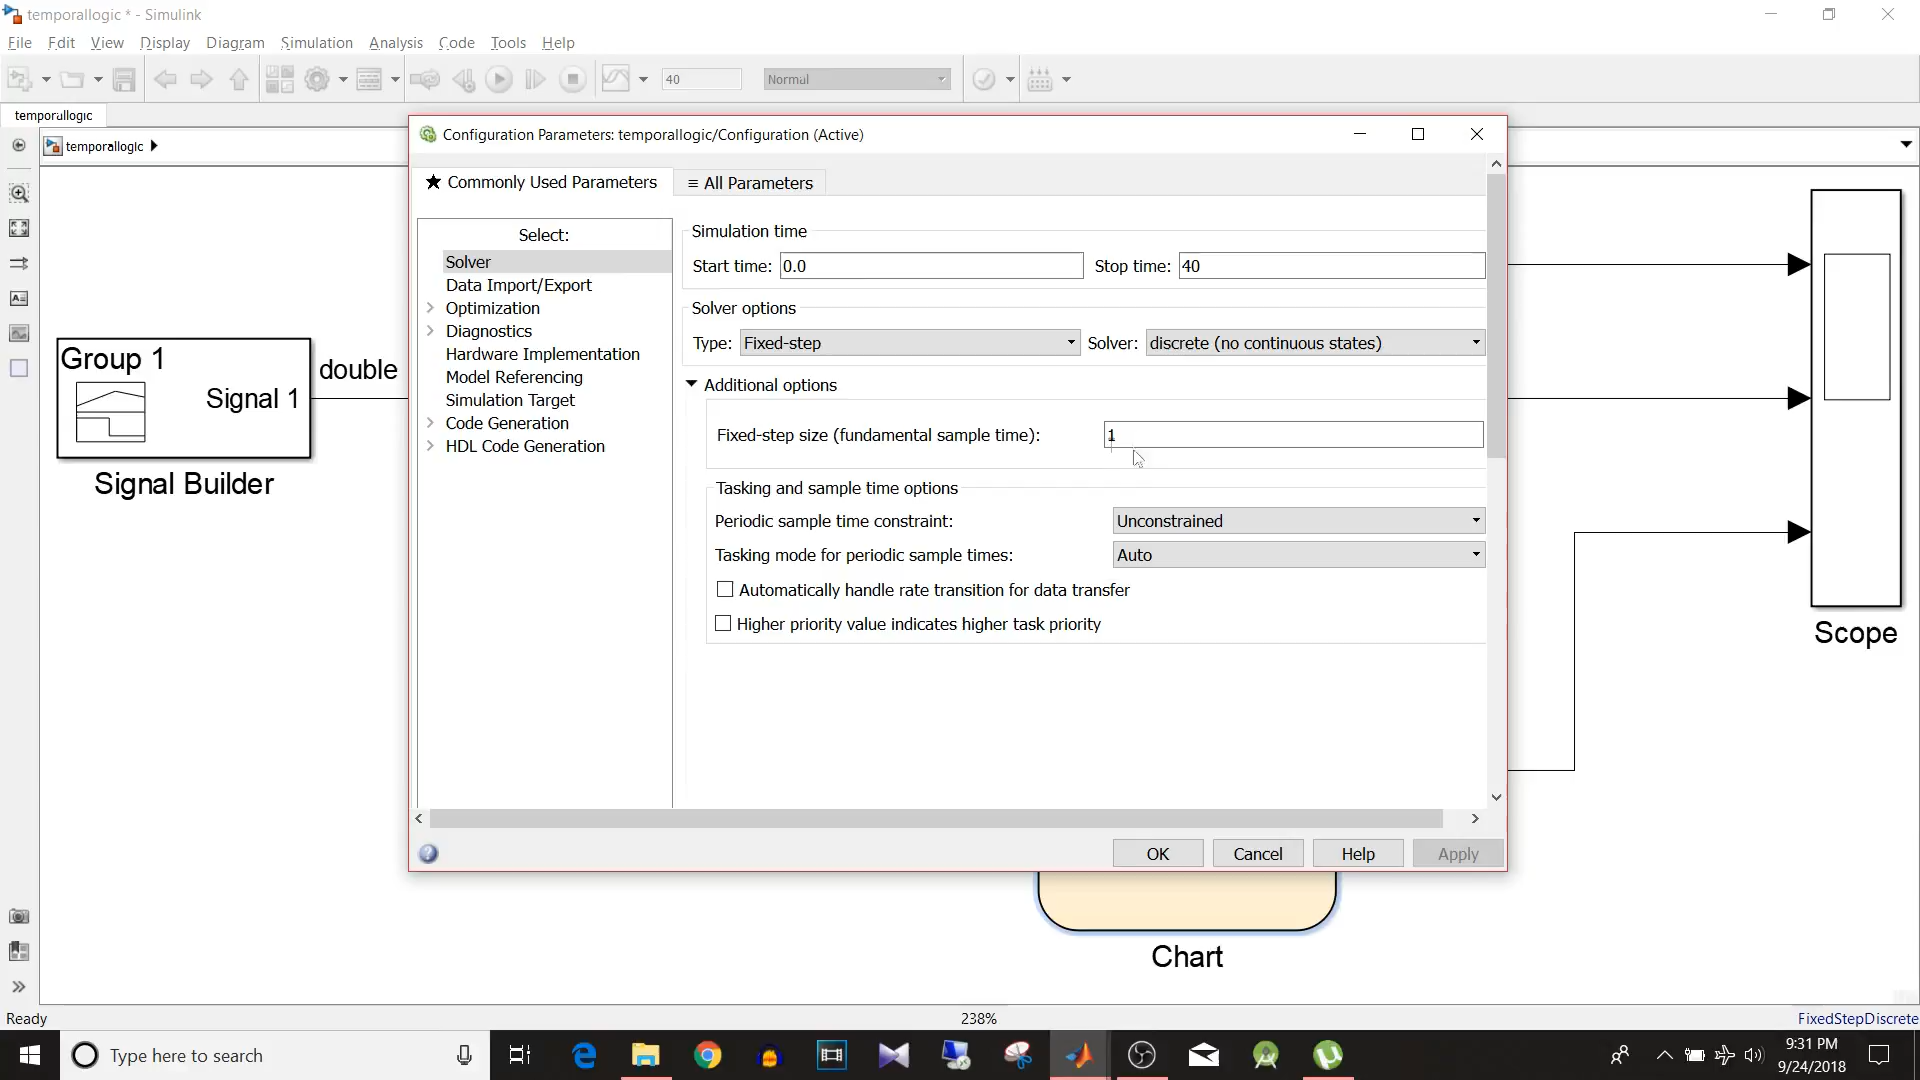 temporallogic * - Simulink
File Edit View Display Diagram Simulation Analysis Code Tools Help
40 Normal
temporallogic
temporallogic
Configuration Parameters: temporallogic/Configuration (Active)
Commonly Used Parameters
All Parameters
Select:
Solver
Data Import/Export
Optimization
Diagnostics
Hardware Implementation
Model Referencing
Simulation Target
Code Generation
HDL Code Generation
Simulation time
Start time: 0.0 Stop time: 40
Solver options
Type: Fixed-step Solver: discrete (no continuous states)
Additional options
Fixed-step size (fundamental sample time): 1
Tasking and sample time options
Periodic sample time constraint: Unconstrained
Tasking mode for periodic sample times: Auto
Automatically handle rate transition for data transfer
Higher priority value indicates higher task priority
OK Cancel Help Apply
Group 1
Signal 1
double
Signal Builder
Scope
Chart
Ready 238% FixedStepDiscrete
Type here to search
9:31 PM
9/24/2018